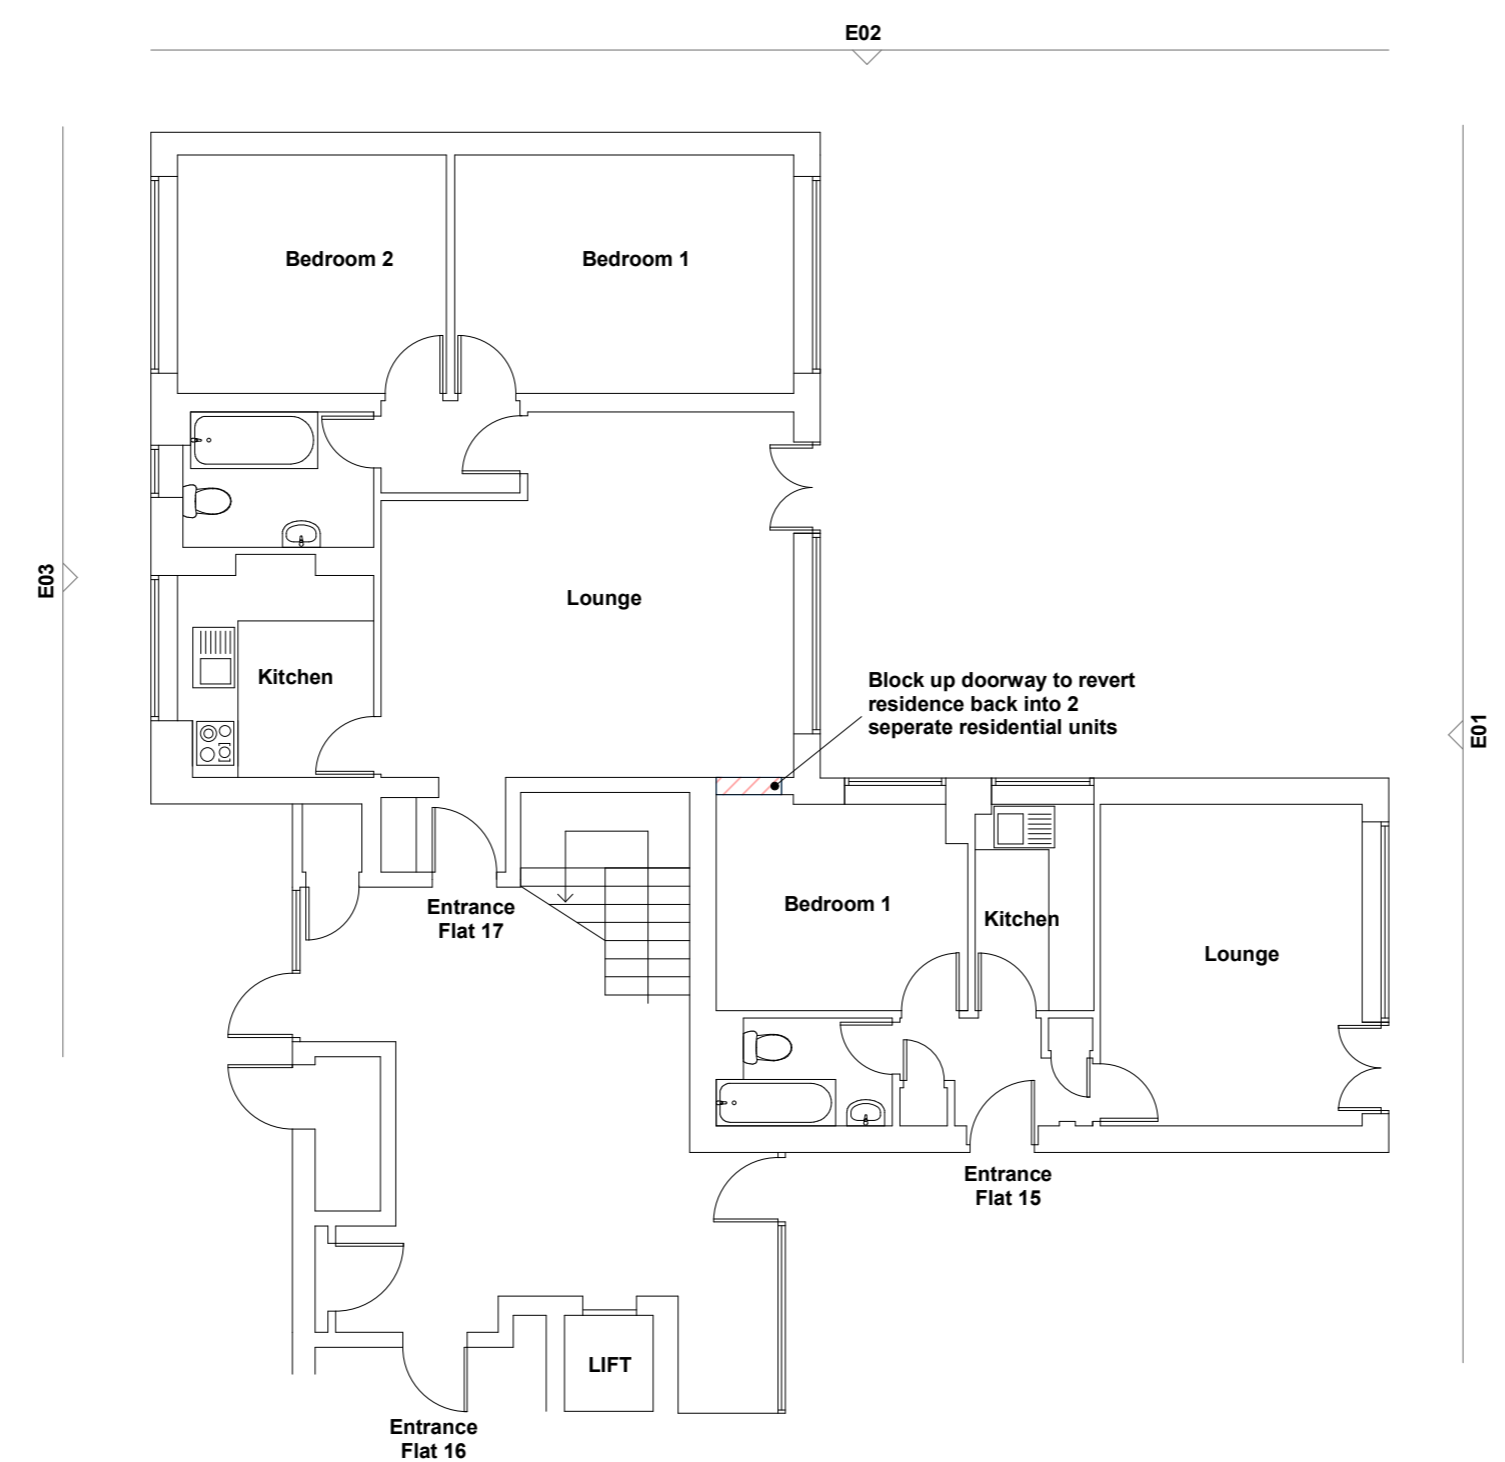 E02
Bedroom 2
Bedroom 1
E03
Lounge
Kitchen
Block up doorway to revert
residence back into 2
seperate residential units
E01
Entrance
Flat 17
Bedroom 1
Kitchen
Lounge
Entrance
Flat 15
LIFT
Entrance
Flat 16